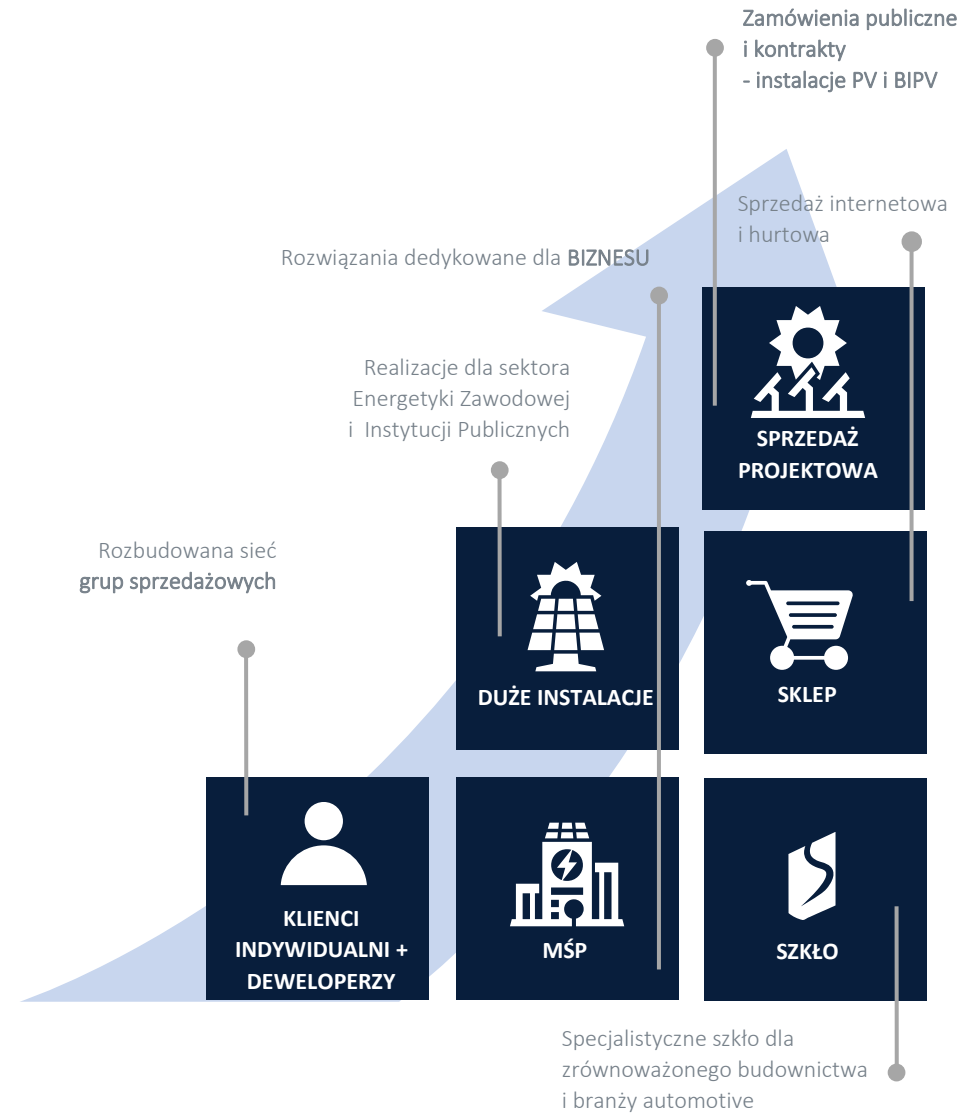 Zamówienia publiczne
i kontrakty
- instalacje PV i BIPV
Sprzedaż internetowa
i hurtowa
Rozwiązania dedykowane dla BIZNESU
Realizacje dla sektora
Energetyki Zawodowej
i Instytucji Publicznych
SPRZEDAŻ
PROJEKTOWA
Rozbudowana sieć
grup sprzedażowych
DUŻE INSTALACJE
SKLEP
KLIENCI
INDYWIDUALNI +
DEWELOPERZY
MŚP
SZKŁO
Specjalistyczne szkło dla
zrównoważonego budownictwa
i branży automotive